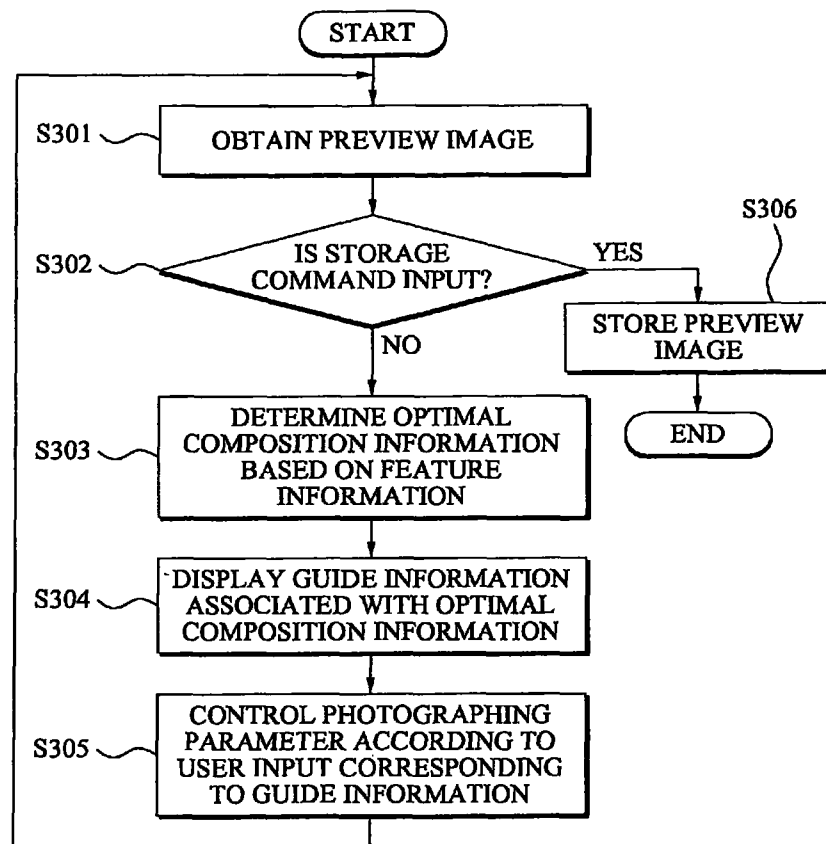 START
S301
OBTAIN PREVIEW IMAGE
S306
S302
IS STORAGE
COMMAND INPUT?
YES
NO
STORE PREVIEW
IMAGE
END
S303
DETERMINE OPTIMAL
COMPOSITION INFORMATION
BASED ON FEATURE
INFORMATION
S304
DISPLAY GUIDE INFORMATION
ASSOCIATED WITH OPTIMAL
COMPOSITION INFORMATION
S305
CONTROL PHOTOGRAPHING
PARAMETER ACCORDING TO
USER INPUT CORRESPONDING
TO GUIDE INFORMATION